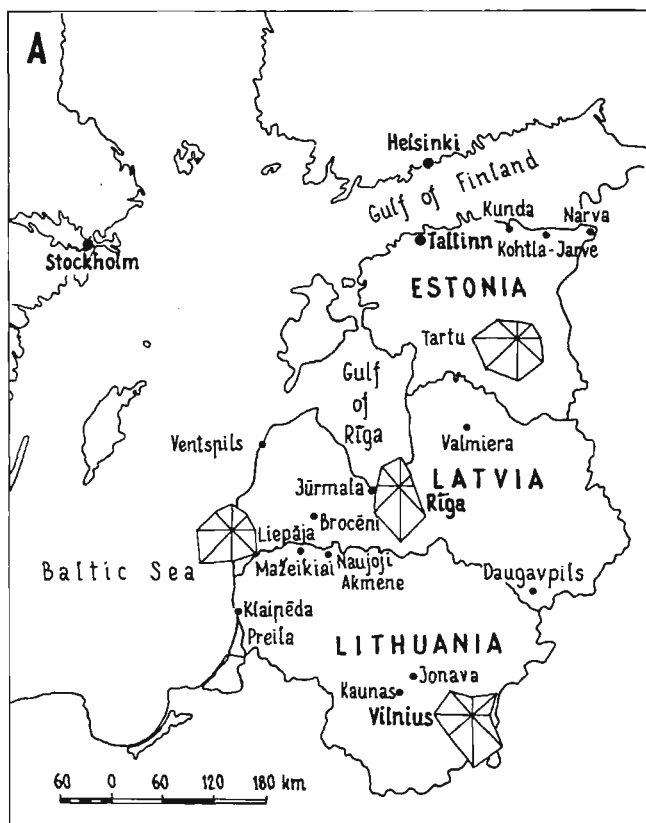 A
Helsinki
Gulf of Finland
Stockholm
Tallinn
Kunda
Narva
Kohtla-Jarve
ESTONIA
Tartu
Gulf
of
Rīga
Ventspils
Valmiera
Jūrmala
LATVIA
Rīga
Liepāja
Brocēni
Baltic Sea
Mažeikiai
Naujoji
Akmene
Daugavpils
Klaipēda
Preila
LITHUANIA
Jonava
Kaunas
Vilnius
60 0 60 120 180 km